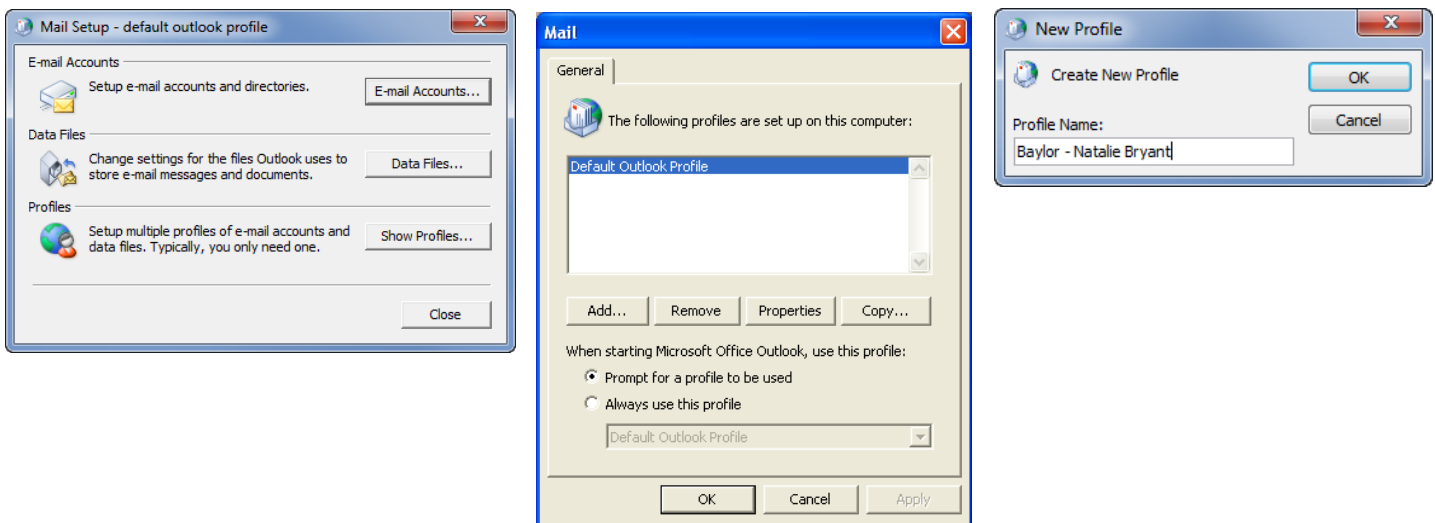 Mail Setup - default outlook profile
E-mail Accounts
Setup e-mail accounts and directories.
E-mail Accounts...
Data Files
Change settings for the files Outlook uses to
store e-mail messages and documents.
Data Files...
Profiles
Setup multiple profiles of e-mail accounts and
data files. Typically, you only need one.
Show Profiles...
Close
Mail
General
The following profiles are set up on this computer:
Default Outlook Profile
Add... Remove Properties Copy...
When starting Microsoft Office Outlook, use this profile:
Prompt for a profile to be used
Always use this profile
Default Outlook Profile
OK Cancel Apply
New Profile
Create New Profile
OK
Cancel
Profile Name:
Baylor - Natalie Bryant